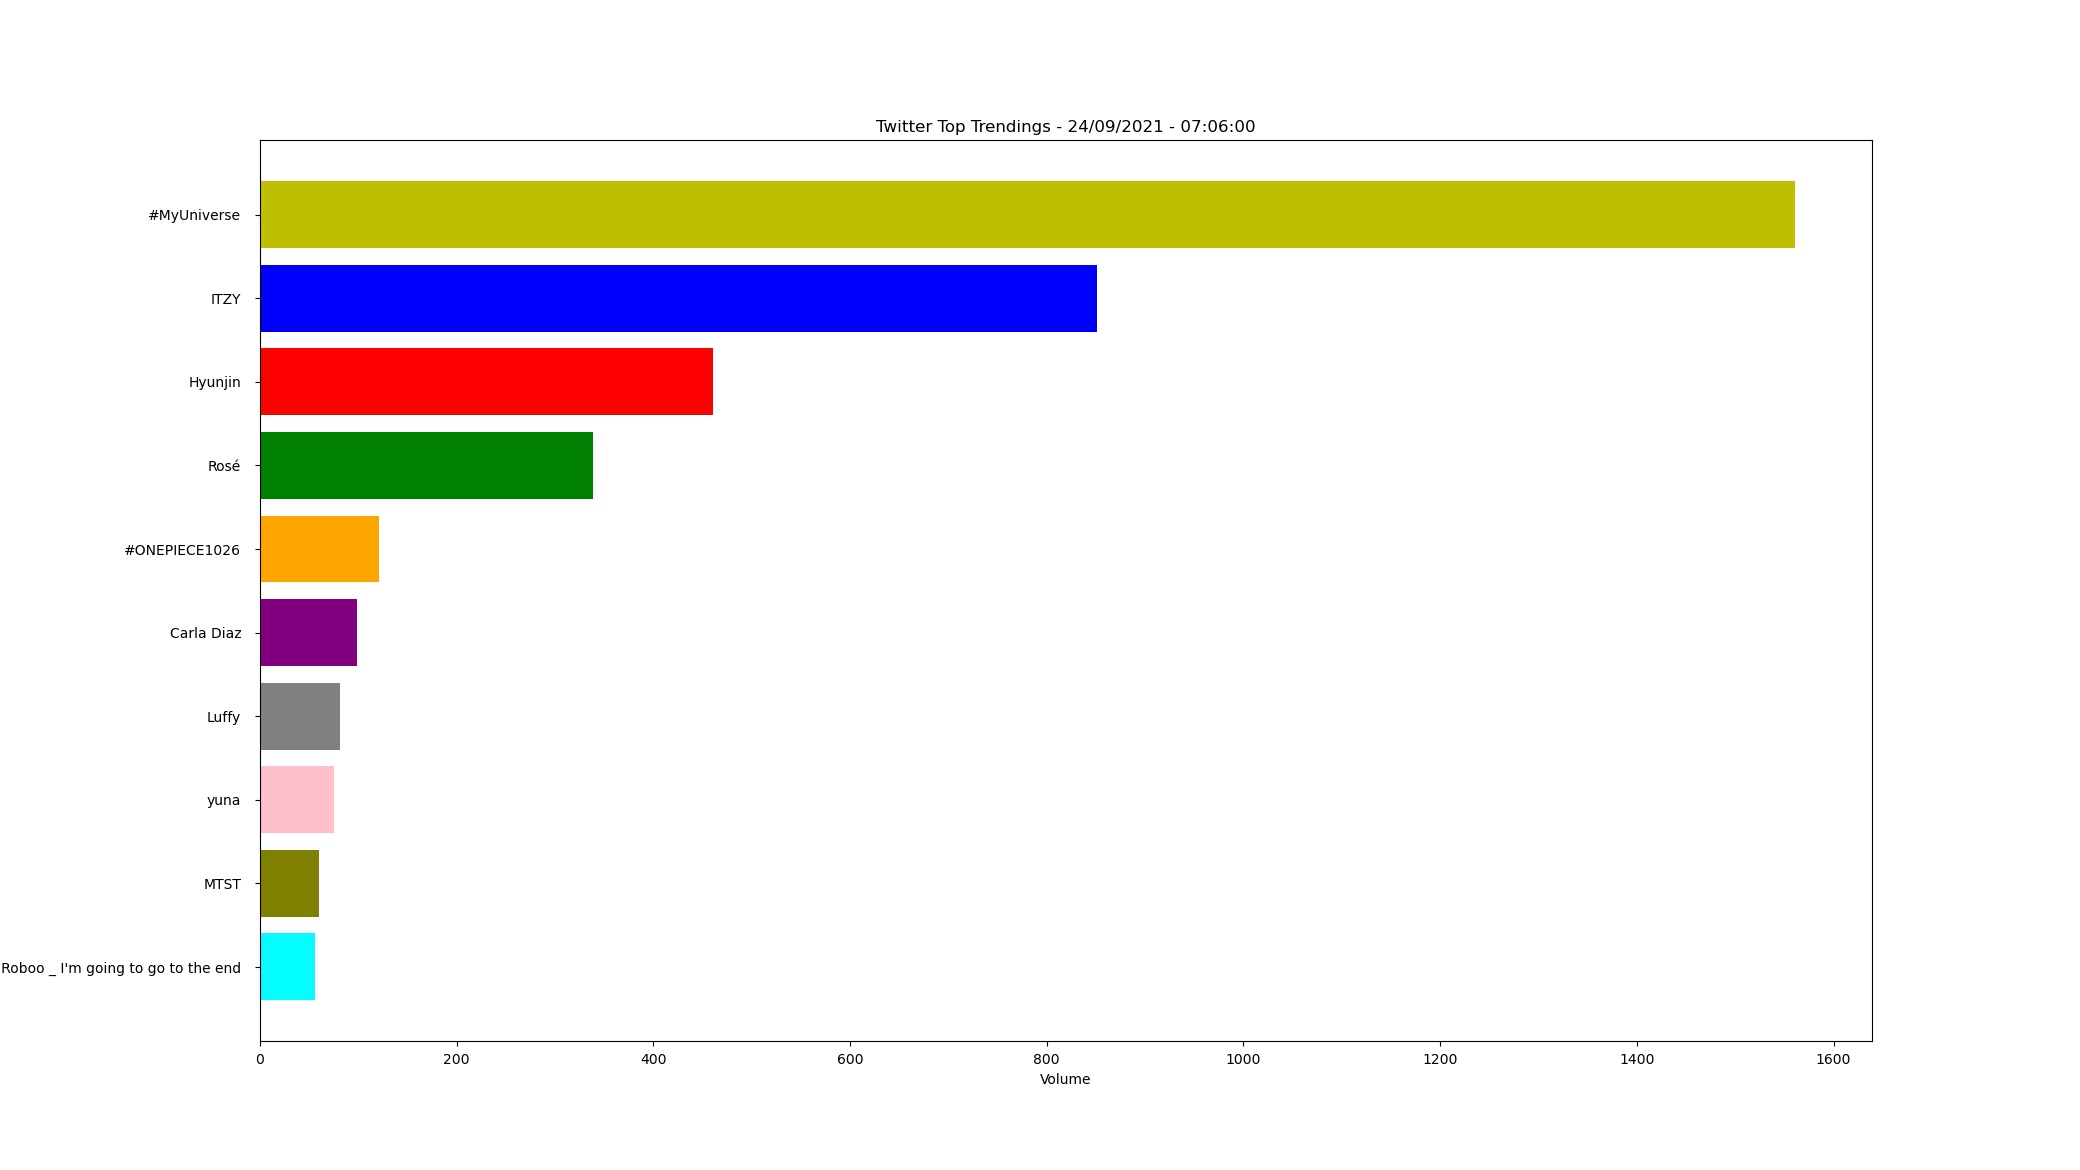 Twitter Top Trendings - 24/09/2021 - 07:06:00
#MyUniverse
ITZY
Hyunjin
Rosé
#ONEPIECE1026
Carla Diaz
Luffy
yuna
MTST
Roboo _ I'm going to go to the end
0 200 400 600 800 1000 1200 1400 1600
Volume